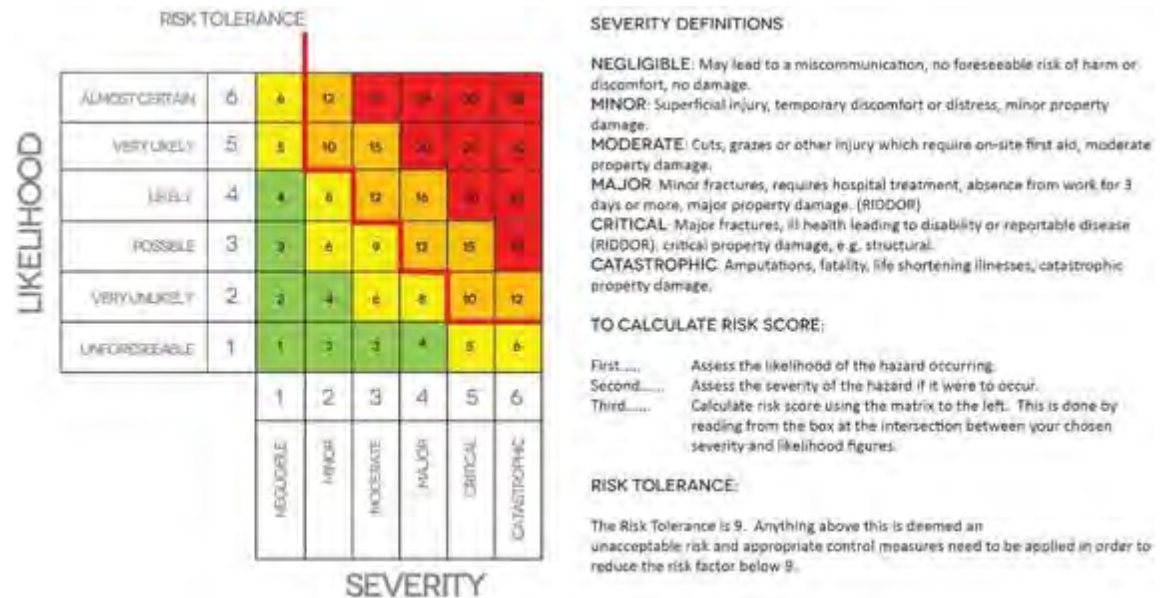 RISK TOLERANCE
LIKELIHOOD
ALMOST CERTAIN 6 6 12
VERY LIKELY 5 5 10 15
LIKELY 4 4 12 16
POSSIBLE 3 3 6 9 12 15
VERY UNLIKELY 2 2 4 6 8 10 12
UNFORESEEABLE 1 1 2 3 4 5 6
1 2 3 4 5 6
NEGLIGIBLE MINOR MODERATE MAJOR CRITICAL CATASTROPHIC
SEVERITY
SEVERITY DEFINITIONS
NEGLIGIBLE: May lead to a miscommunication, no foreseeable risk of harm or
discomfort, no damage.
MINOR: Superficial injury, temporary discomfort or distress, minor property
damage.
MODERATE: Cuts, grazes or other injury which require on-site first aid, moderate
property damage.
MAJOR: Minor fractures, requires hospital treatment, absence from work for 3
days or more, major property damage. (RIDDOR)
CRITICAL: Major fractures, ill health leading to disability or reportable disease
(RIDDOR), critical property damage, e.g. structural.
CATASTROPHIC: Amputations, fatality, life shortening illnesses, catastrophic
property damage.
TO CALCULATE RISK SCORE:
First..... Assess the likelihood of the hazard occurring.
Second...... Assess the severity of the hazard if it were to occur.
Third....... Calculate risk score using the matrix to the left. This is done by
reading from the box at the intersection between your chosen
severity and likelihood figures.
RISK TOLERANCE:
The Risk Tolerance is 9. Anything above this is deemed an
unacceptable risk and appropriate control measures need to be applied in order to
reduce the risk factor below 9.